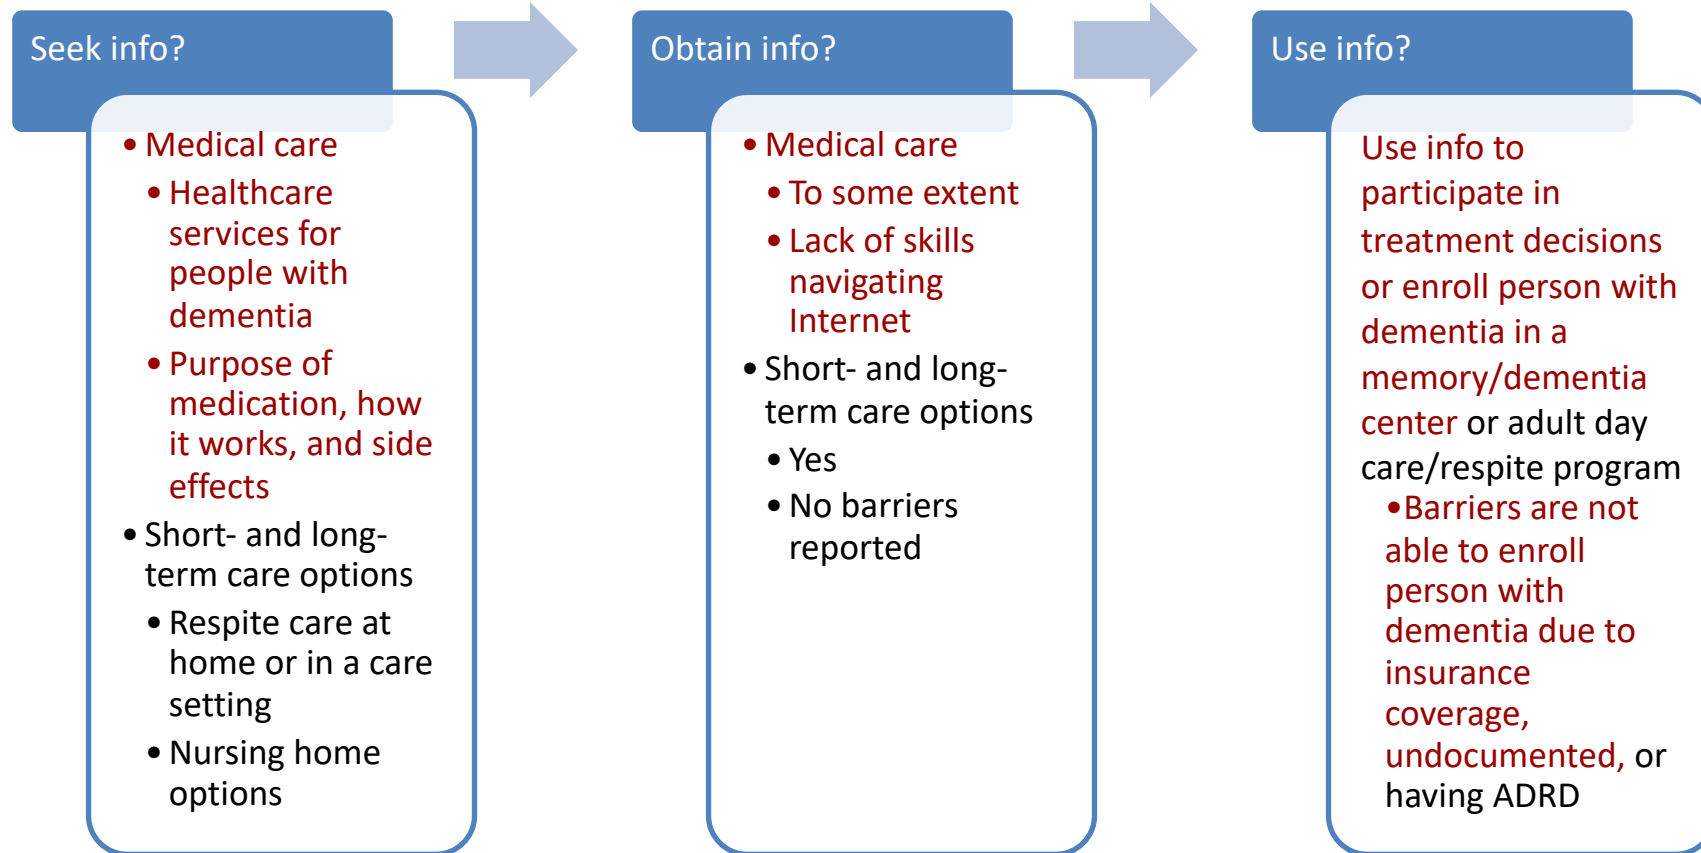 Seek info?
• Medical care
• Healthcare
services for
people with
dementia
• Purpose of
medication, how
it works, and side
effects
• Short- and long-
term care options
• Respite care at
home or in a care
setting
• Nursing home
options
Obtain info?
• Medical care
• To some extent
• Lack of skills
navigating
Internet
• Short- and long-
term care options
• Yes
• No barriers
reported
Use info?
Use info to
participate in
treatment decisions
or enroll person with
dementia in a
memory/dementia
center or adult day
care/respite program
•Barriers are not
able to enroll
person with
dementia due to
insurance
coverage,
undocumented, or
having ADRD